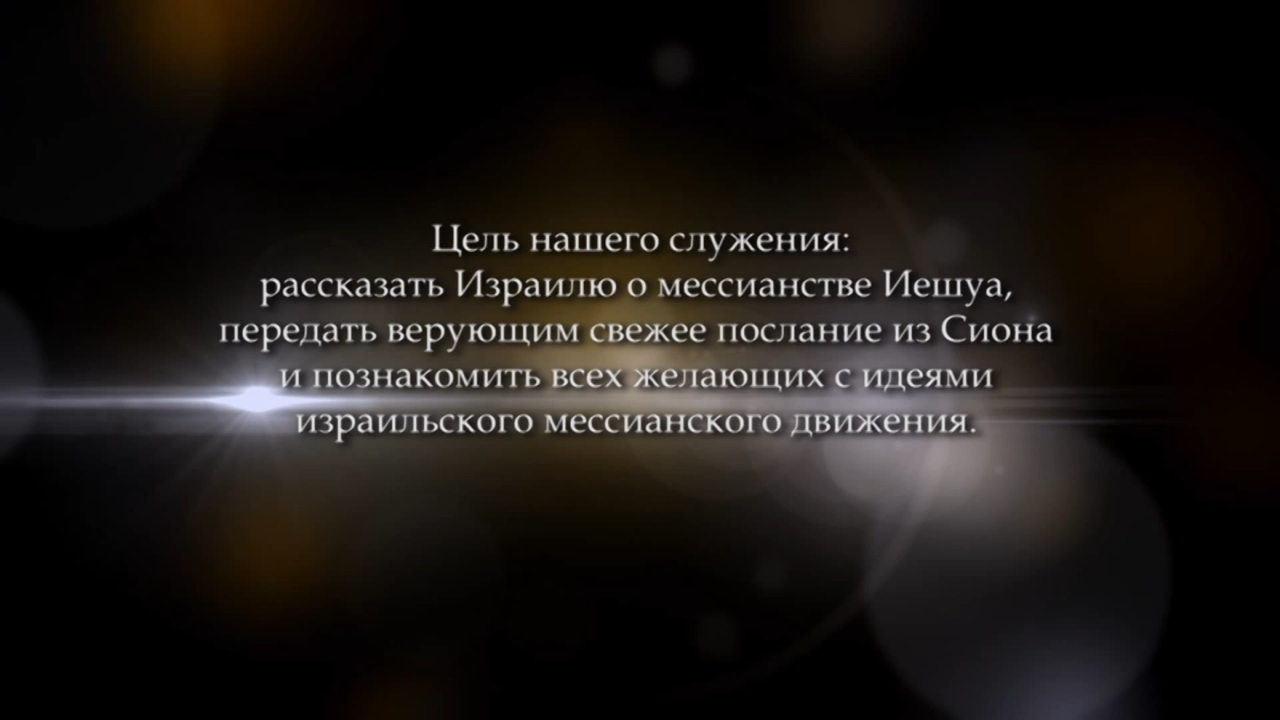 Цель нашего служения:
рассказать Израилю о мессианстве Иешуа,
передать верующим свежее послание из Сиона
и познакомить всех желающих с идеями
израильского мессианского движения.